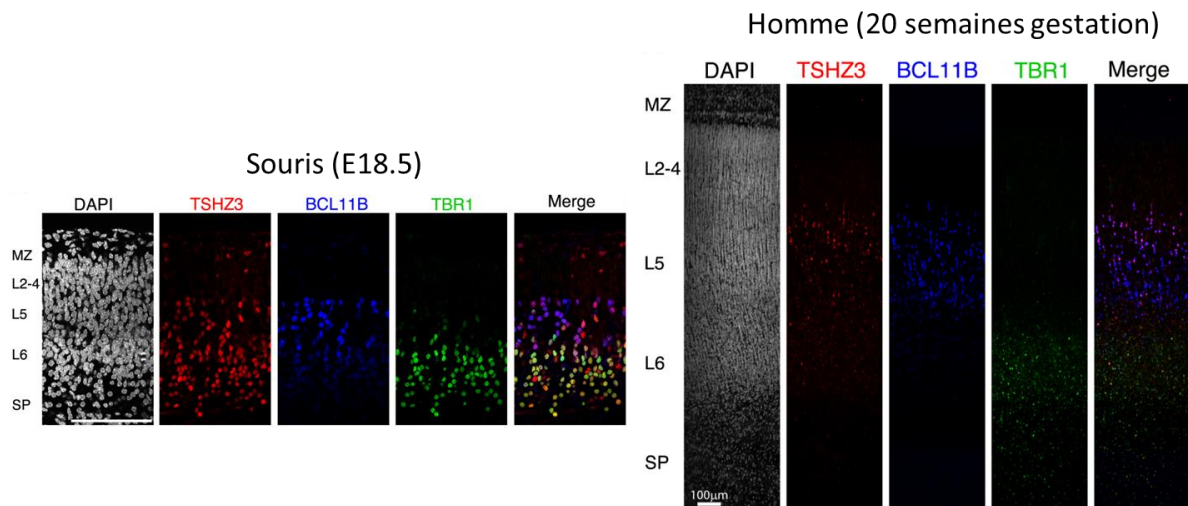 Souris (E18.5)
DAPI TSHZ3 BCL11B TBR1 Merge
MZ
L2-4
L5
L6
SP
Homme (20 semaines gestation)
DAPI TSHZ3 BCL11B TBR1 Merge
MZ
L2-4
L5
L6
SP
100µm